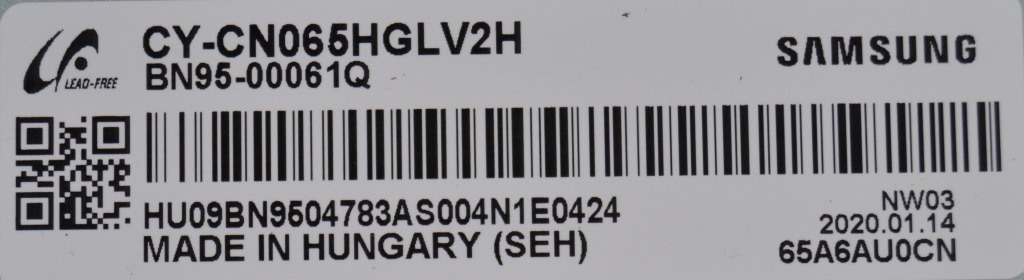 LEAD-FREE
CY-CN065HGLV2H
BN95-00061Q
SAMSUNG
HU09BN9504783AS004N1E0424
MADE IN HUNGARY (SEH)
NW03
2020.01.14
65A6AU0CN